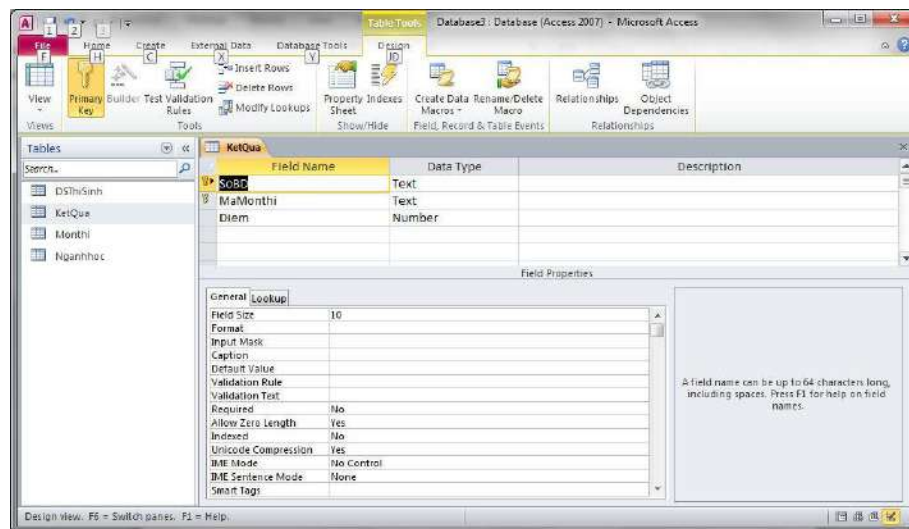 Table Tools Database3 : Database (Access 2007) - Microsoft Access
1 2 3
File Home Create External Data Database Tools Design
F H C X Y JD
View
Views
Primary Key
Builder
Test Validation Rules
Insert Rows
Delete Rows
Modify Lookups
Tools
Property Sheet
Indexes
Show/Hide
Create Data Macros
Rename/Delete Macro
Field, Record & Table Events
Relationships
Object Dependencies
Relationships
Tables
Search...
DSThiSinh
KetQua
Monthi
Nganhhoc
KetQua
Field Name Data Type Description
SoBD Text
MaMonthi Text
Diem Number
Field Properties
General Lookup
Field Size 10
Format
Input Mask
Caption
Default Value
Validation Rule
Validation Text
Required No
Allow Zero Length Yes
Indexed No
Unicode Compression Yes
IME Mode No Control
IME Sentence Mode None
Smart Tags
A field name can be up to 64 characters long,
including spaces. Press F1 for help on field
names.
Design view. F6 = Switch panes. F1 = Help.